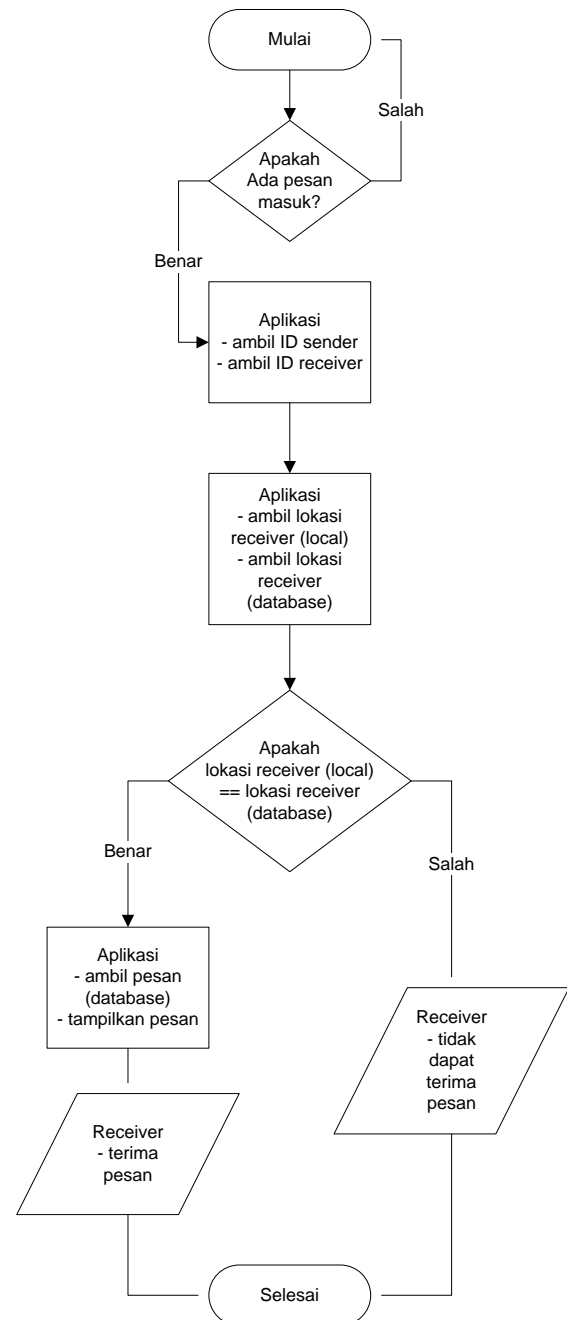 Mulai
Salah
Apakah
Ada pesan
masuk?
Benar
Aplikasi
- ambil ID sender
- ambil ID receiver
Aplikasi
- ambil lokasi
receiver (local)
- ambil lokasi
receiver
(database)
Apakah
lokasi receiver (local)
== lokasi receiver
(database)
Benar
Salah
Aplikasi
- ambil pesan
(database)
- tampilkan pesan
Receiver
- tidak
dapat
terima
pesan
Receiver
- terima
pesan
Selesai